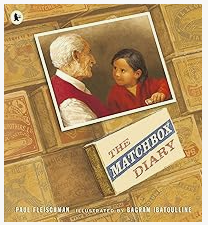 THE
MATCHBOX
DIARY
PAUL FLEISCHMAN ILLUSTRATED BY BAGRAM IBATOULLINE